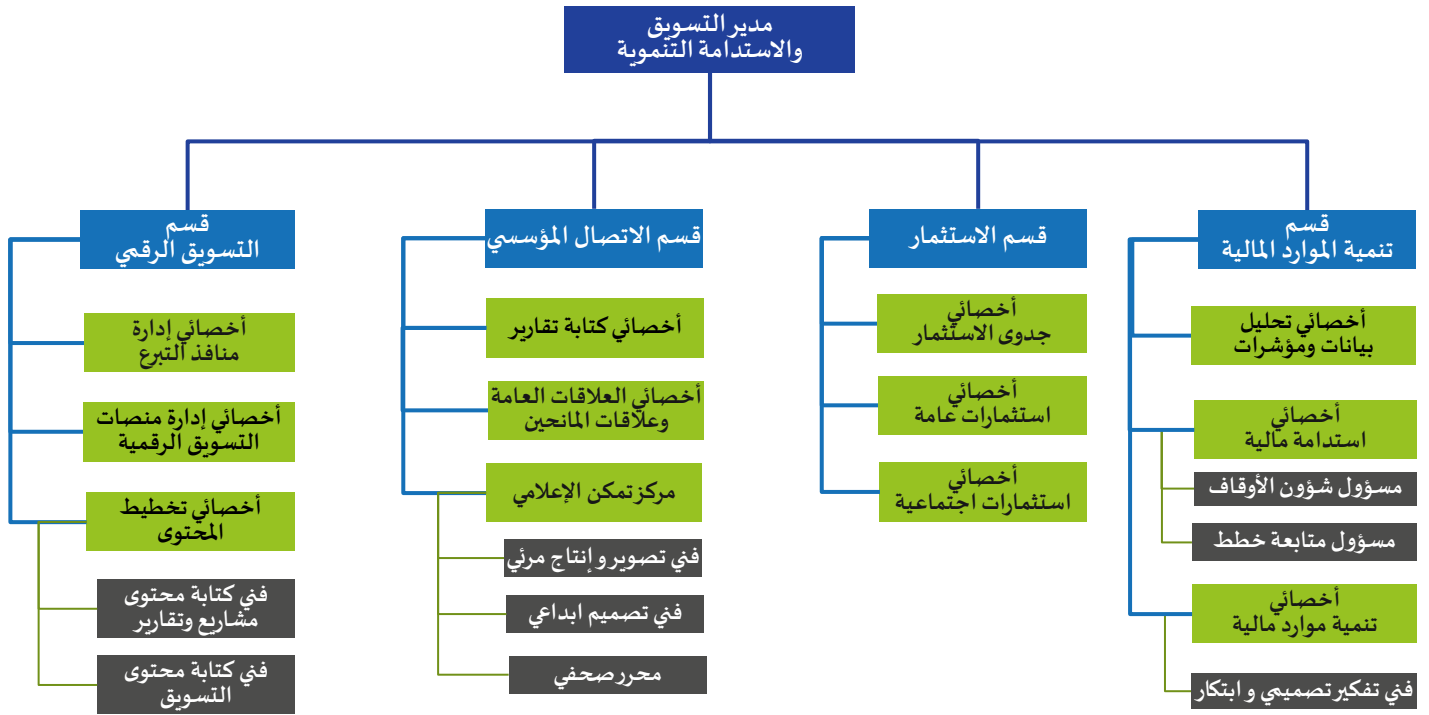 مدير التسويق
والاستدامة التنموية
قسم
تنمية الموارد المالية
أخصائي تحليل
بيانات ومؤشرات
أخصائي
استدامة مالية
مسؤول شؤون الأوقاف
مسؤول متابعة خطط
أخصائي
تنمية موارد مالية
فني تفكير تصميمي و ابتكار
قسم الاستثمار
أخصائي
جدوى الاستثمار
أخصائي
استثمارات عامة
أخصائي
استثمارات اجتماعية
قسم الاتصال المؤسسي
أخصائي كتابة تقارير
أخصائي العلاقات العامة
وعلاقات المانحين
مركز تمكن الإعلامي
فني تصوير و إنتاج مرئي
فني تصميم ابداعي
محرر صحفي
قسم
التسويق الرقمي
أخصائي إدارة
منافذ التبرع
أخصائي إدارة منصات
التسويق الرقمية
أخصائي تخطيط
المحتوى
فني كتابة محتوى
مشاريع وتقارير
فني كتابة محتوى
التسويق